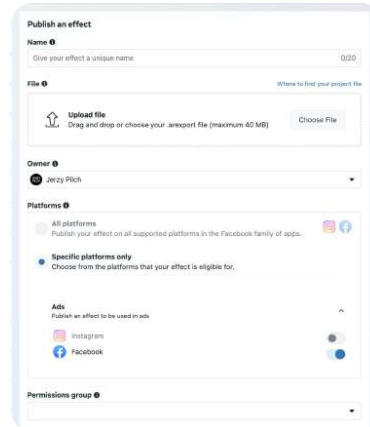 Publish an effect
Name
Give your effect a unique name 0/20
File Where to find your project file
Upload file
Drag and drop or choose your .arexport file (maximum 40 MB)
Choose File
Owner
Jerzy Pilch
Platforms
All platforms
Publish your effect on all supported platforms in the Facebook family of apps.
Specific platforms only
Choose from the platforms that your effect is eligible for.
Ads
Publish an effect to be used in ads
Instagram
Facebook
Permissions group